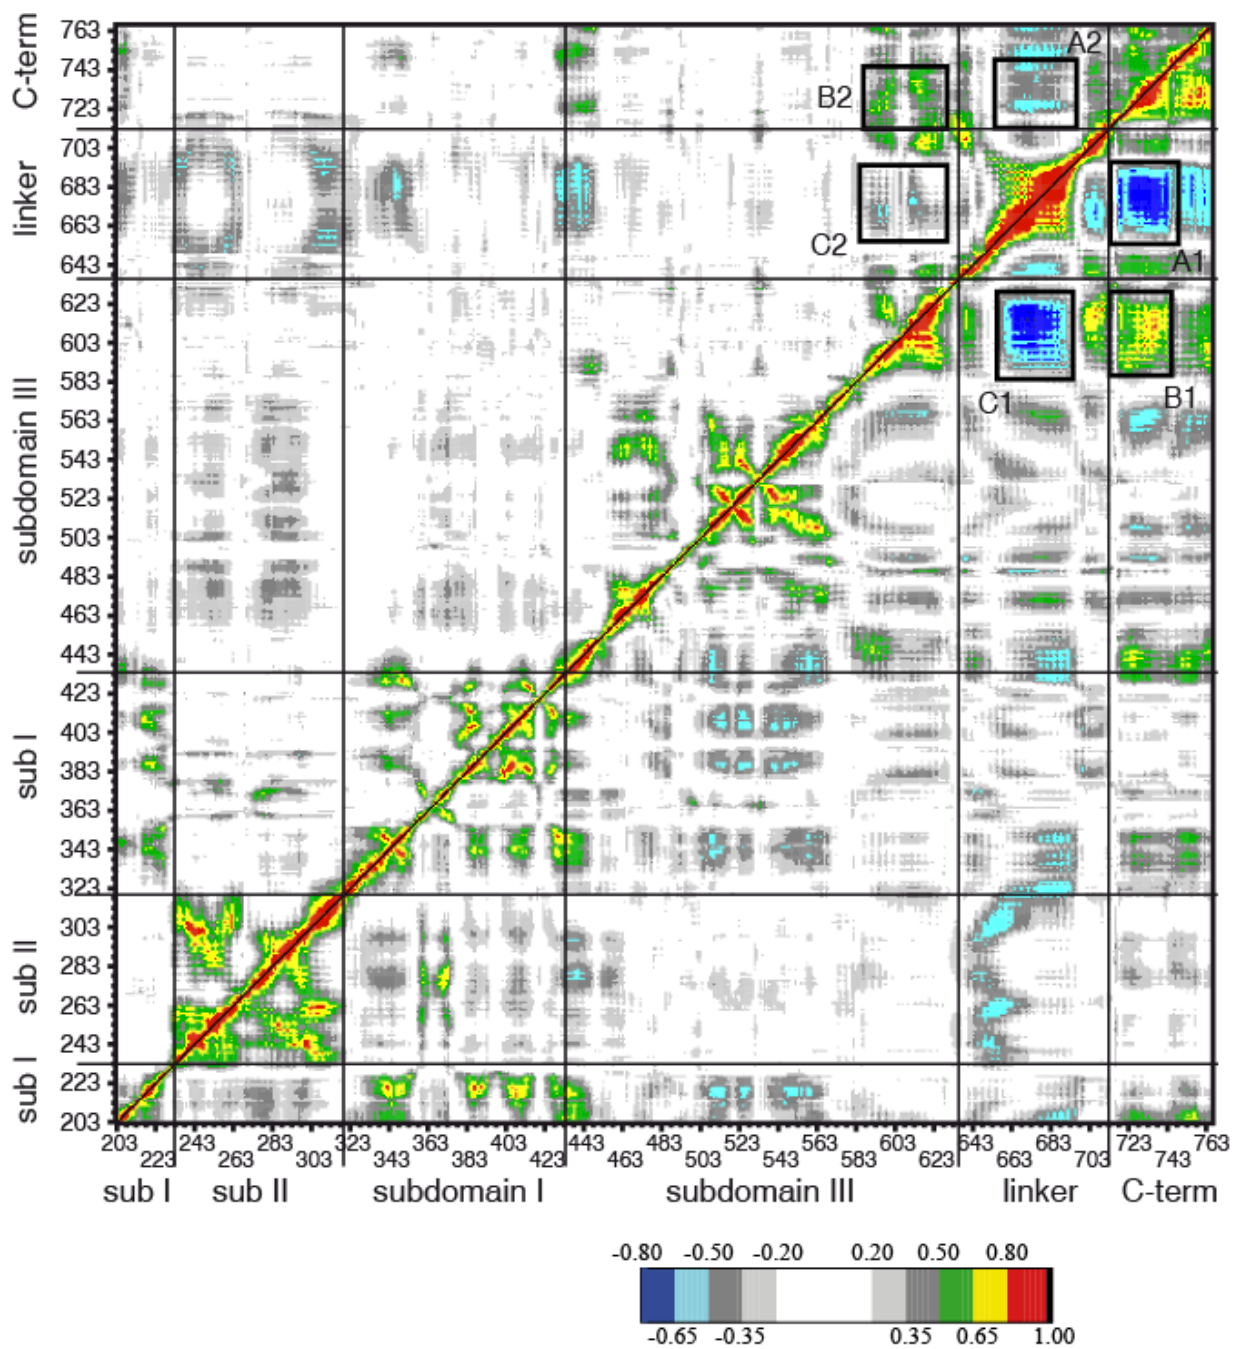 C-term
linker
subdomain III
sub I
sub II
sub I
763
743
723
703
683
663
643
623
603
583
563
543
523
503
483
463
443
423
403
383
363
343
323
303
283
263
243
223
203
A2
B2
A1
C2
C1
B1
203 243 283 323 363 403 443 483 523 563 603 643 685 723 763
223 263 303 343 383 423 463 503 543 583 623 663 703 743
sub I sub II subdomain I subdomain III linker C-term
-0.80 -0.50 -0.20 0.20 0.50 0.80
-0.65 -0.35 0.35 0.65 1.00